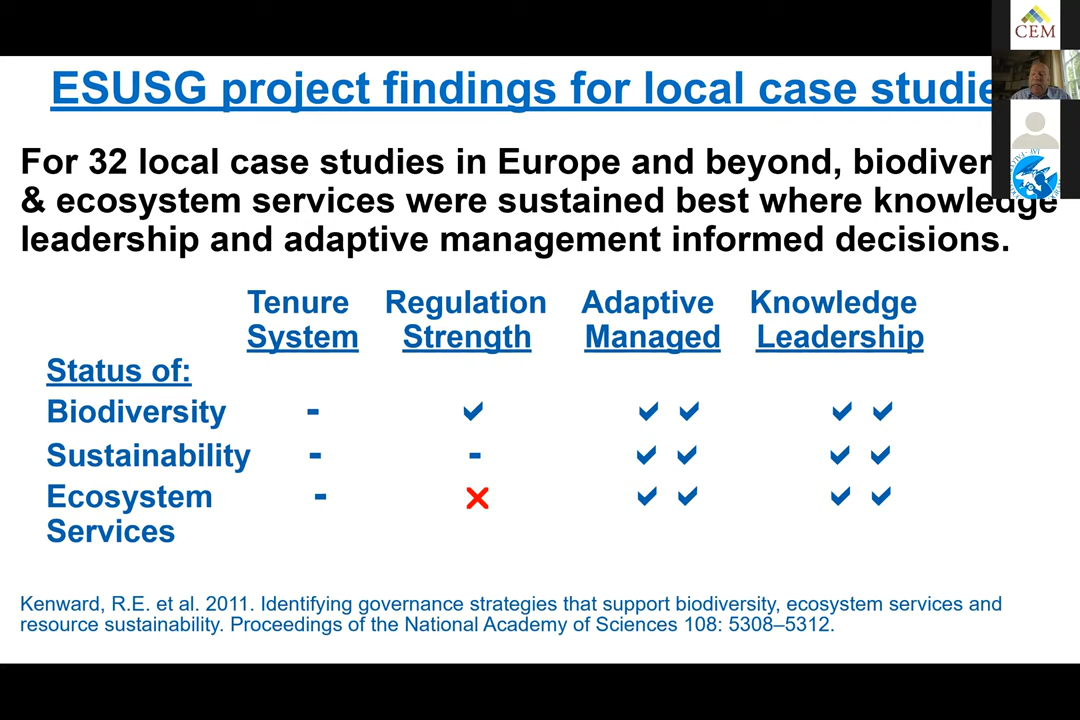 CEM
ESUSG project findings for local case studie
For 32 local case studies in Europe and beyond, biodiver
& ecosystem services were sustained best where knowledge
leadership and adaptive management informed decisions.
Tenure Regulation Adaptive Knowledge
System Strength Managed Leadership
Status of:
Biodiversity - ✓ ✓ ✓ ✓ ✓
Sustainability - - ✓ ✓ ✓ ✓
Ecosystem - ✗ ✓ ✓ ✓ ✓
Services
Kenward, R.E. et al. 2011. Identifying governance strategies that support biodiversity, ecosystem services and
resource sustainability. Proceedings of the National Academy of Sciences 108: 5308–5312.